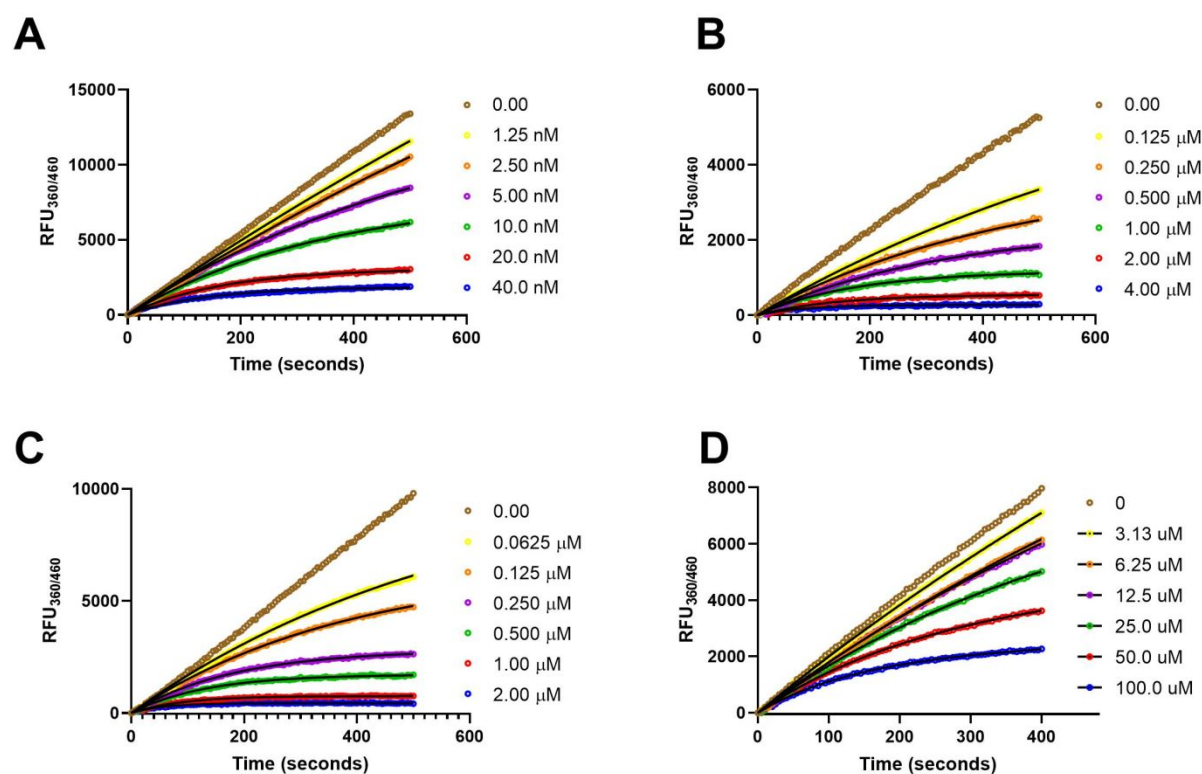 A
RFU360/460
15000
10000
5000
0
0 200 400 600
Time (seconds)
0.00
1.25 nM
2.50 nM
5.00 nM
10.0 nM
20.0 nM
40.0 nM
B
RFU360/460
6000
4000
2000
0
0 200 400 600
Time (seconds)
0.00
0.125 μM
0.250 μM
0.500 μM
1.00 μM
2.00 μM
4.00 μM
C
RFU360/460
10000
5000
0
0 200 400 600
Time (seconds)
0.00
0.0625 μM
0.125 μM
0.250 μM
0.500 μM
1.00 μM
2.00 μM
D
RFU360/460
8000
6000
4000
2000
0
0 100 200 300 400
Time (seconds)
0
3.13 uM
6.25 uM
12.5 uM
25.0 uM
50.0 uM
100.0 uM